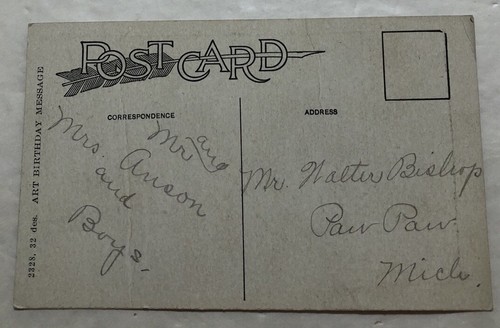 POST CARD
CORRESPONDENCE
ADDRESS
2328, 32 des. ART BIRTHDAY MESSAGE
Mr and
Mrs. Anson
and
Boys.
Mr. Walter Bishop
Paw Paw.
Mich.